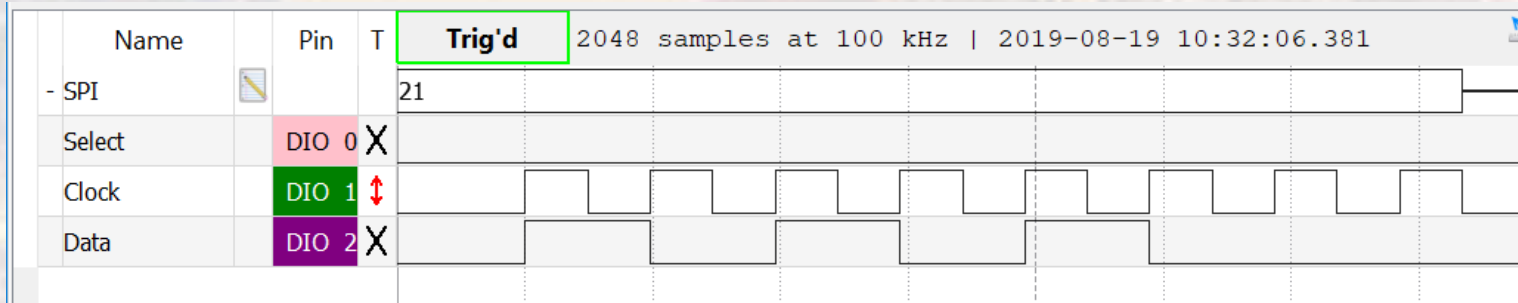 Name Pin T Trig'd 2048 samples at 100 kHz | 2019-08-19 10:32:06.381
- SPI 21
Select DIO 0 X
Clock DIO 1
Data DIO 2 X